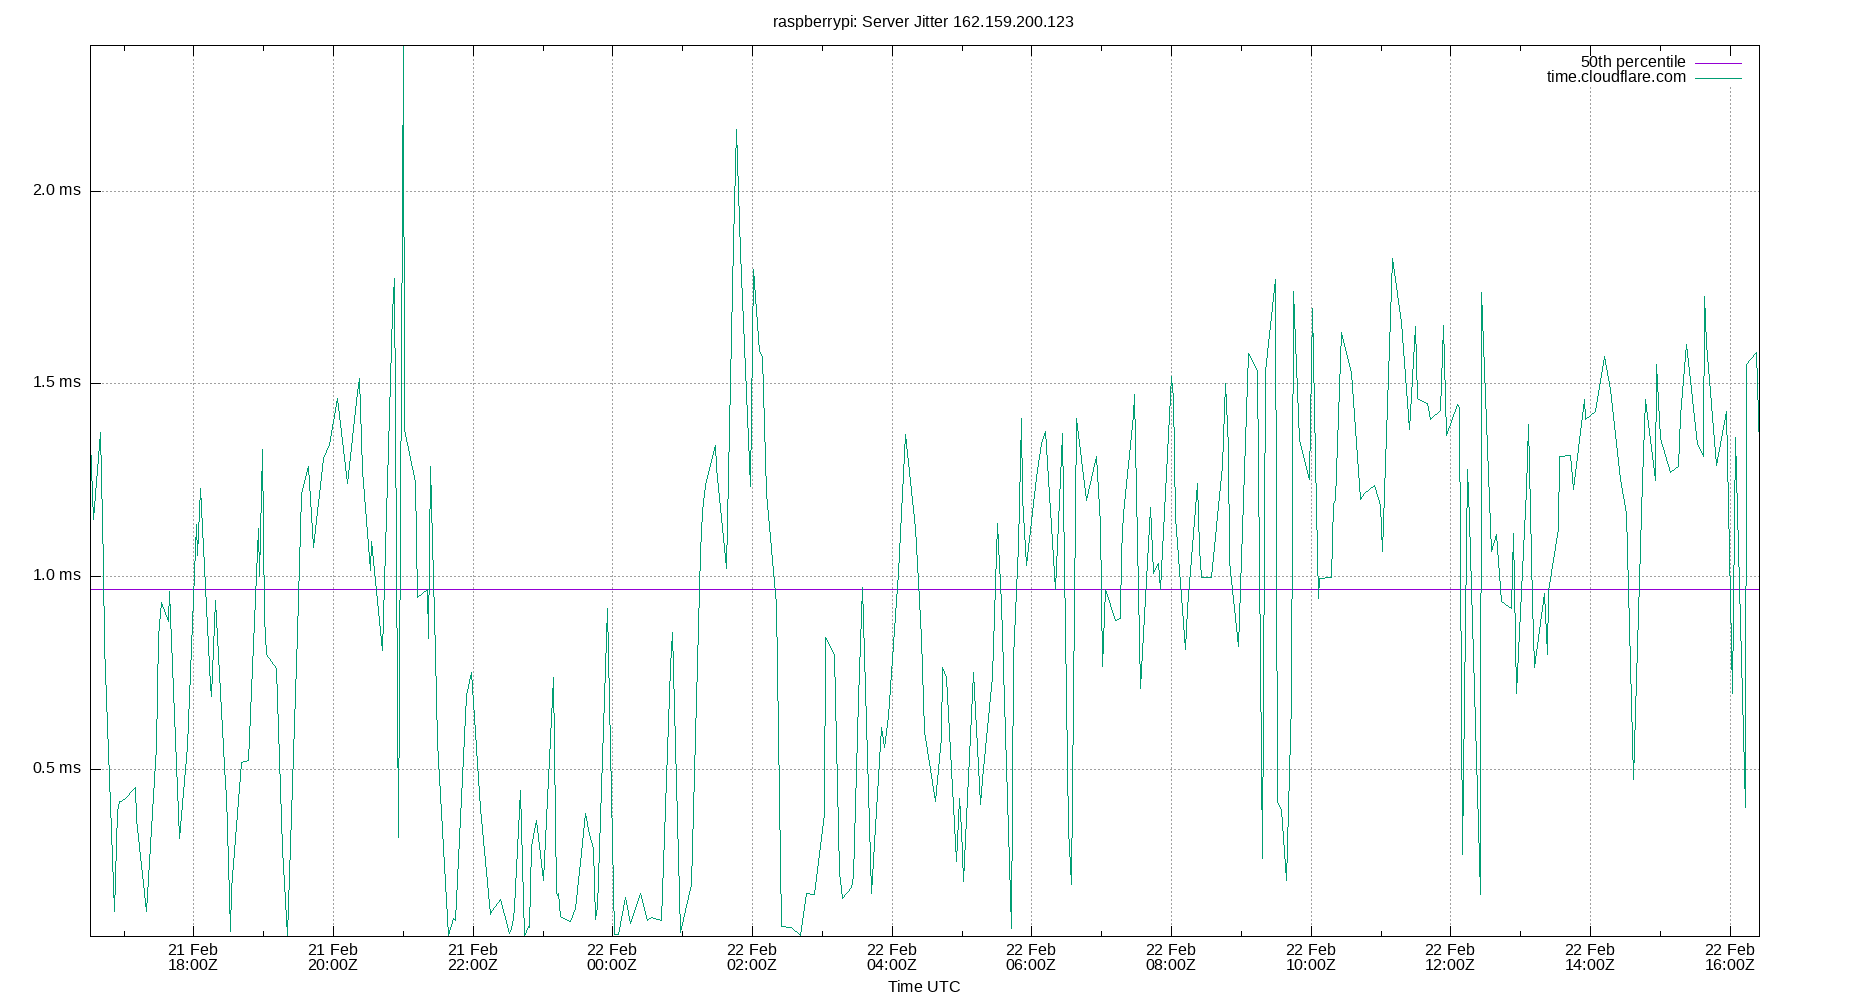 raspberrypi: Server Jitter 162.159.200.123
50th percentile
time.cloudflare.com
2.0 ms
1.5 ms
1.0 ms
0.5 ms
21 Feb 21 Feb 21 Feb 22 Feb 22 Feb 22 Feb 22 Feb 22 Feb 22 Feb 22 Feb 22 Feb 22 Feb
18:00Z 20:00Z 22:00Z 00:00Z 02:00Z 04:00Z 06:00Z 08:00Z 10:00Z 12:00Z 14:00Z 16:00Z
Time UTC